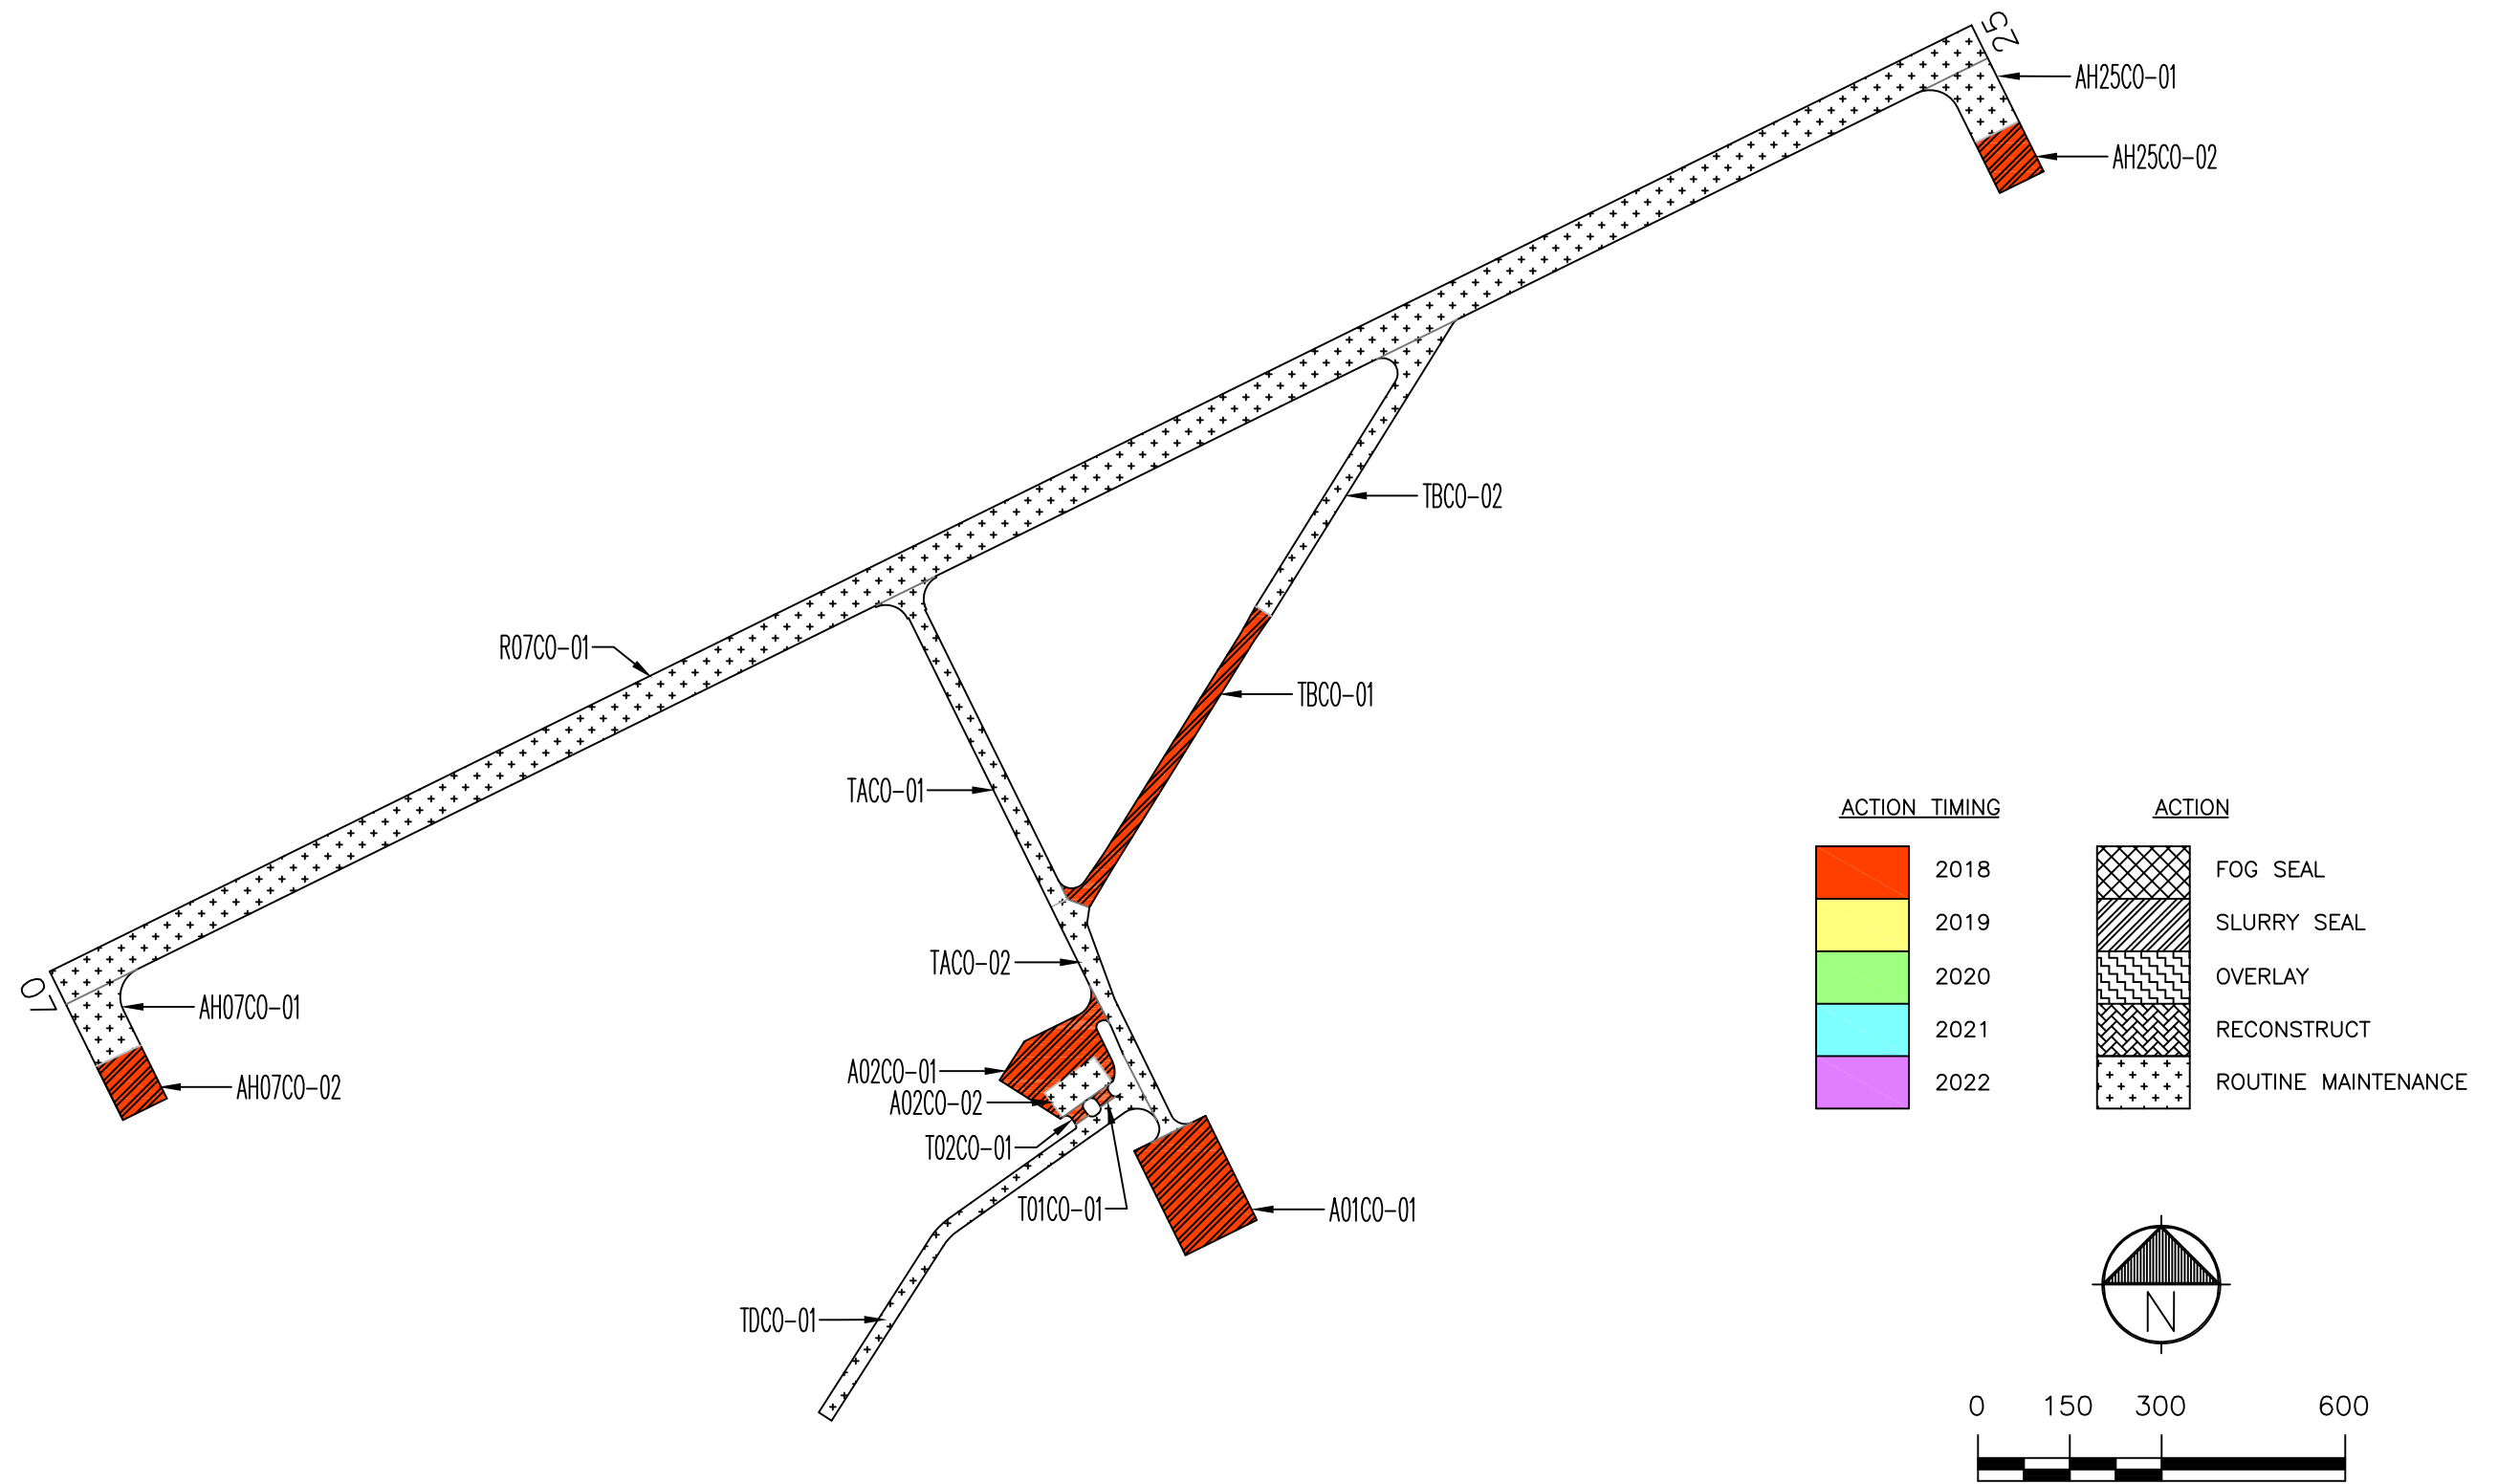 25
AH25CO-01
AH25CO-02
TBCO-02
R07CO-01
TBCO-01
TACO-01
TACO-02
07
AH07CO-01
AH07CO-02
A02CO-01
A02CO-02
T02CO-01
T01CO-01
A01CO-01
TDCO-01
ACTION TIMING
2018
2019
2020
2021
2022
ACTION
FOG SEAL
SLURRY SEAL
OVERLAY
RECONSTRUCT
ROUTINE MAINTENANCE
N
0 150 300 600